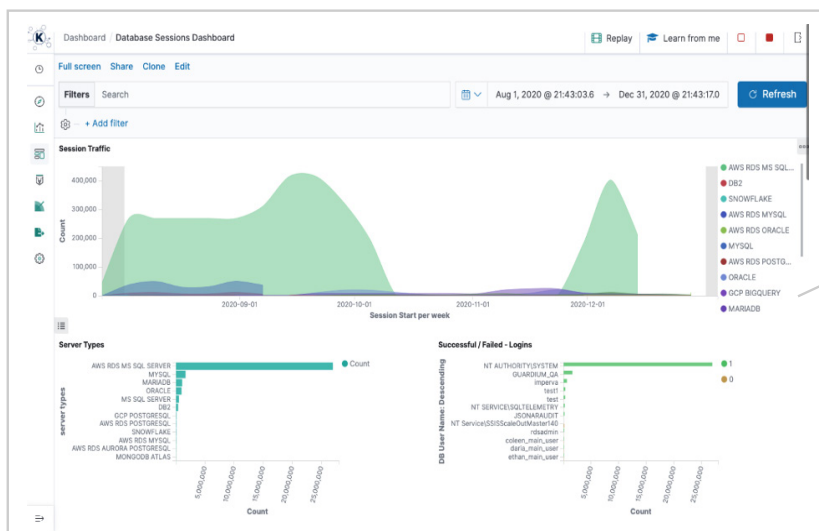 K
Dashboard / Database Sessions Dashboard
Replay
Learn from me
Full screen Share Clone Edit
Filters
Search
Aug 1, 2020 @ 21:43:03.6 → Dec 31, 2020 @ 21:43:17.0
Refresh
+ Add filter
Session Traffic
400,000
300,000
200,000
100,000
0
Count
2020-09-01
2020-10-01
2020-11-01
2020-12-01
Session Start per week
AWS RDS MS SQL...
DB2
SNOWFLAKE
AWS RDS MYSQL
AWS RDS ORACLE
MYSQL
AWS RDS POSTG...
ORACLE
GCP BIGQUERY
MARIADB
Server Types
server types
AWS RDS MS SQL SERVER
MYSQL
MARIADB
ORACLE
MS SQL SERVER
DB2
GCP POSTGRESQL
AWS RDS POSTGRESQL
SNOWFLAKE
AWS RDS MYSQL
AWS RDS AURORA POSTGRESQL
MONGODB ATLAS
5,000,000
10,000,000
15,000,000
20,000,000
25,000,000
Count
Count
Successful / Failed - Logins
DB User Name: Descending
NT AUTHORITY\SYSTEM
GUARDIUM_QA
imperva
test1
test
NT SERVICE\SQLTELEMETRY
JSONARAUDIT
NT Service\SSISScaleOutMaster140
rdsadmin
coleen_main_user
daria_main_user
ethan_main_user
5,000,000
10,000,000
15,000,000
20,000,000
25,000,000
Count
1
0